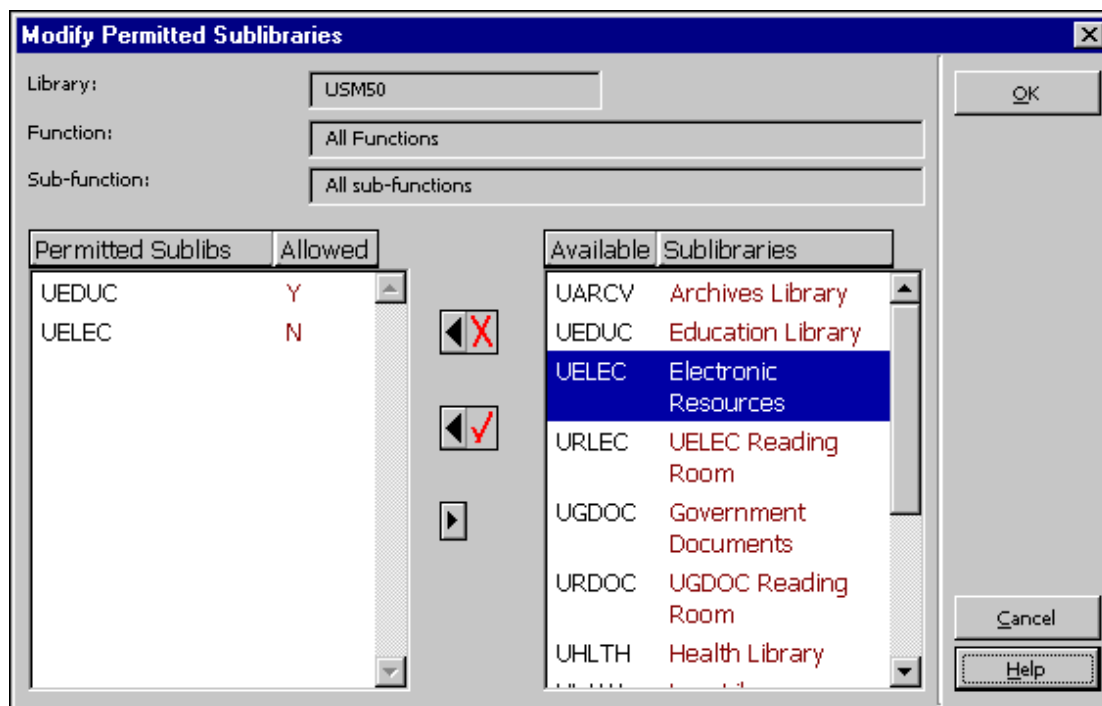 Modify Permitted Sublibraries
Library:
USM50
OK
Function:
All Functions
Sub-function:
All sub-functions
Permitted Sublibs Allowed
UEDUC Y
UELEC N
Available Sublibraries
UARCV Archives Library
UEDUC Education Library
UELEC Electronic
Resources
URLEC UELEC Reading
Room
UGDOC Government
Documents
URDOC UGDOC Reading
Room
UHLTH Health Library
Cancel
Help